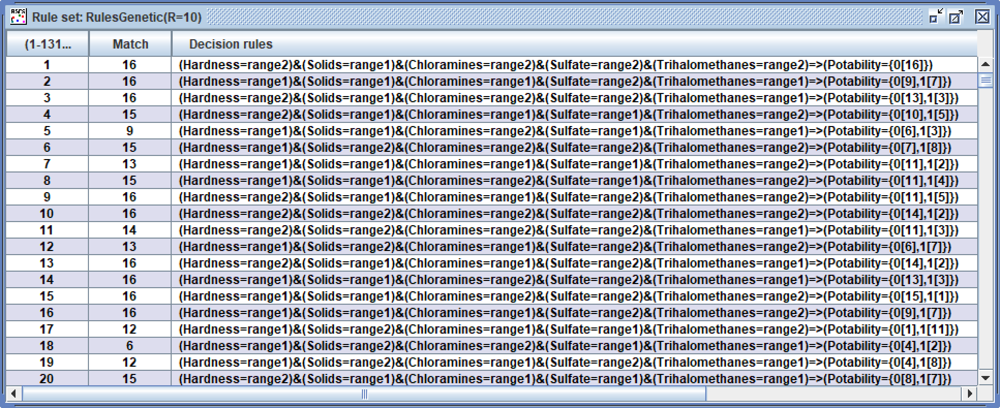 RSES
Rule set: RulesGenetic(R=10)
(1-131... Match Decision rules
1 16 (Hardness=range2)&(Solids=range1)&(Chloramines=range2)&(Sulfate=range2)&(Trihalomethanes=range2)=>(Potability={0[16]})
2 16 (Hardness=range1)&(Solids=range1)&(Chloramines=range1)&(Sulfate=range2)&(Trihalomethanes=range1)=>(Potability={0[9],1[7]})
3 16 (Hardness=range2)&(Solids=range1)&(Chloramines=range2)&(Sulfate=range2)&(Trihalomethanes=range1)=>(Potability={0[13],1[3]})
4 15 (Hardness=range2)&(Solids=range1)&(Chloramines=range1)&(Sulfate=range1)&(Trihalomethanes=range2)=>(Potability={0[10],1[5]})
5 9 (Hardness=range1)&(Solids=range1)&(Chloramines=range2)&(Sulfate=range1)&(Trihalomethanes=range1)=>(Potability={0[6],1[3]})
6 15 (Hardness=range1)&(Solids=range2)&(Chloramines=range2)&(Sulfate=range2)&(Trihalomethanes=range2)=>(Potability={0[7],1[8]})
7 13 (Hardness=range1)&(Solids=range1)&(Chloramines=range1)&(Sulfate=range1)&(Trihalomethanes=range2)=>(Potability={0[11],1[2]})
8 15 (Hardness=range1)&(Solids=range1)&(Chloramines=range2)&(Sulfate=range1)&(Trihalomethanes=range2)=>(Potability={0[11],1[4]})
9 16 (Hardness=range2)&(Solids=range1)&(Chloramines=range1)&(Sulfate=range2)&(Trihalomethanes=range2)=>(Potability={0[11],1[5]})
10 16 (Hardness=range2)&(Solids=range2)&(Chloramines=range2)&(Sulfate=range2)&(Trihalomethanes=range2)=>(Potability={0[14],1[2]})
11 14 (Hardness=range2)&(Solids=range2)&(Chloramines=range2)&(Sulfate=range2)&(Trihalomethanes=range1)=>(Potability={0[11],1[3]})
12 13 (Hardness=range1)&(Solids=range2)&(Chloramines=range1)&(Sulfate=range2)&(Trihalomethanes=range2)=>(Potability={0[6],1[7]})
13 16 (Hardness=range2)&(Solids=range1)&(Chloramines=range1)&(Sulfate=range2)&(Trihalomethanes=range1)=>(Potability={0[14],1[2]})
14 16 (Hardness=range1)&(Solids=range1)&(Chloramines=range2)&(Sulfate=range2)&(Trihalomethanes=range1)=>(Potability={0[13],1[3]})
15 16 (Hardness=range1)&(Solids=range1)&(Chloramines=range2)&(Sulfate=range2)&(Trihalomethanes=range2)=>(Potability={0[15],1[1]})
16 16 (Hardness=range1)&(Solids=range1)&(Chloramines=range1)&(Sulfate=range2)&(Trihalomethanes=range2)=>(Potability={0[9],1[7]})
17 12 (Hardness=range1)&(Solids=range2)&(Chloramines=range1)&(Sulfate=range1)&(Trihalomethanes=range2)=>(Potability={0[1],1[11]})
18 6 (Hardness=range1)&(Solids=range2)&(Chloramines=range2)&(Sulfate=range1)&(Trihalomethanes=range1)=>(Potability={0[4],1[2]})
19 12 (Hardness=range1)&(Solids=range2)&(Chloramines=range1)&(Sulfate=range2)&(Trihalomethanes=range1)=>(Potability={0[4],1[8]})
20 15 (Hardness=range2)&(Solids=range2)&(Chloramines=range1)&(Sulfate=range1)&(Trihalomethanes=range1)=>(Potability={0[8],1[7]})